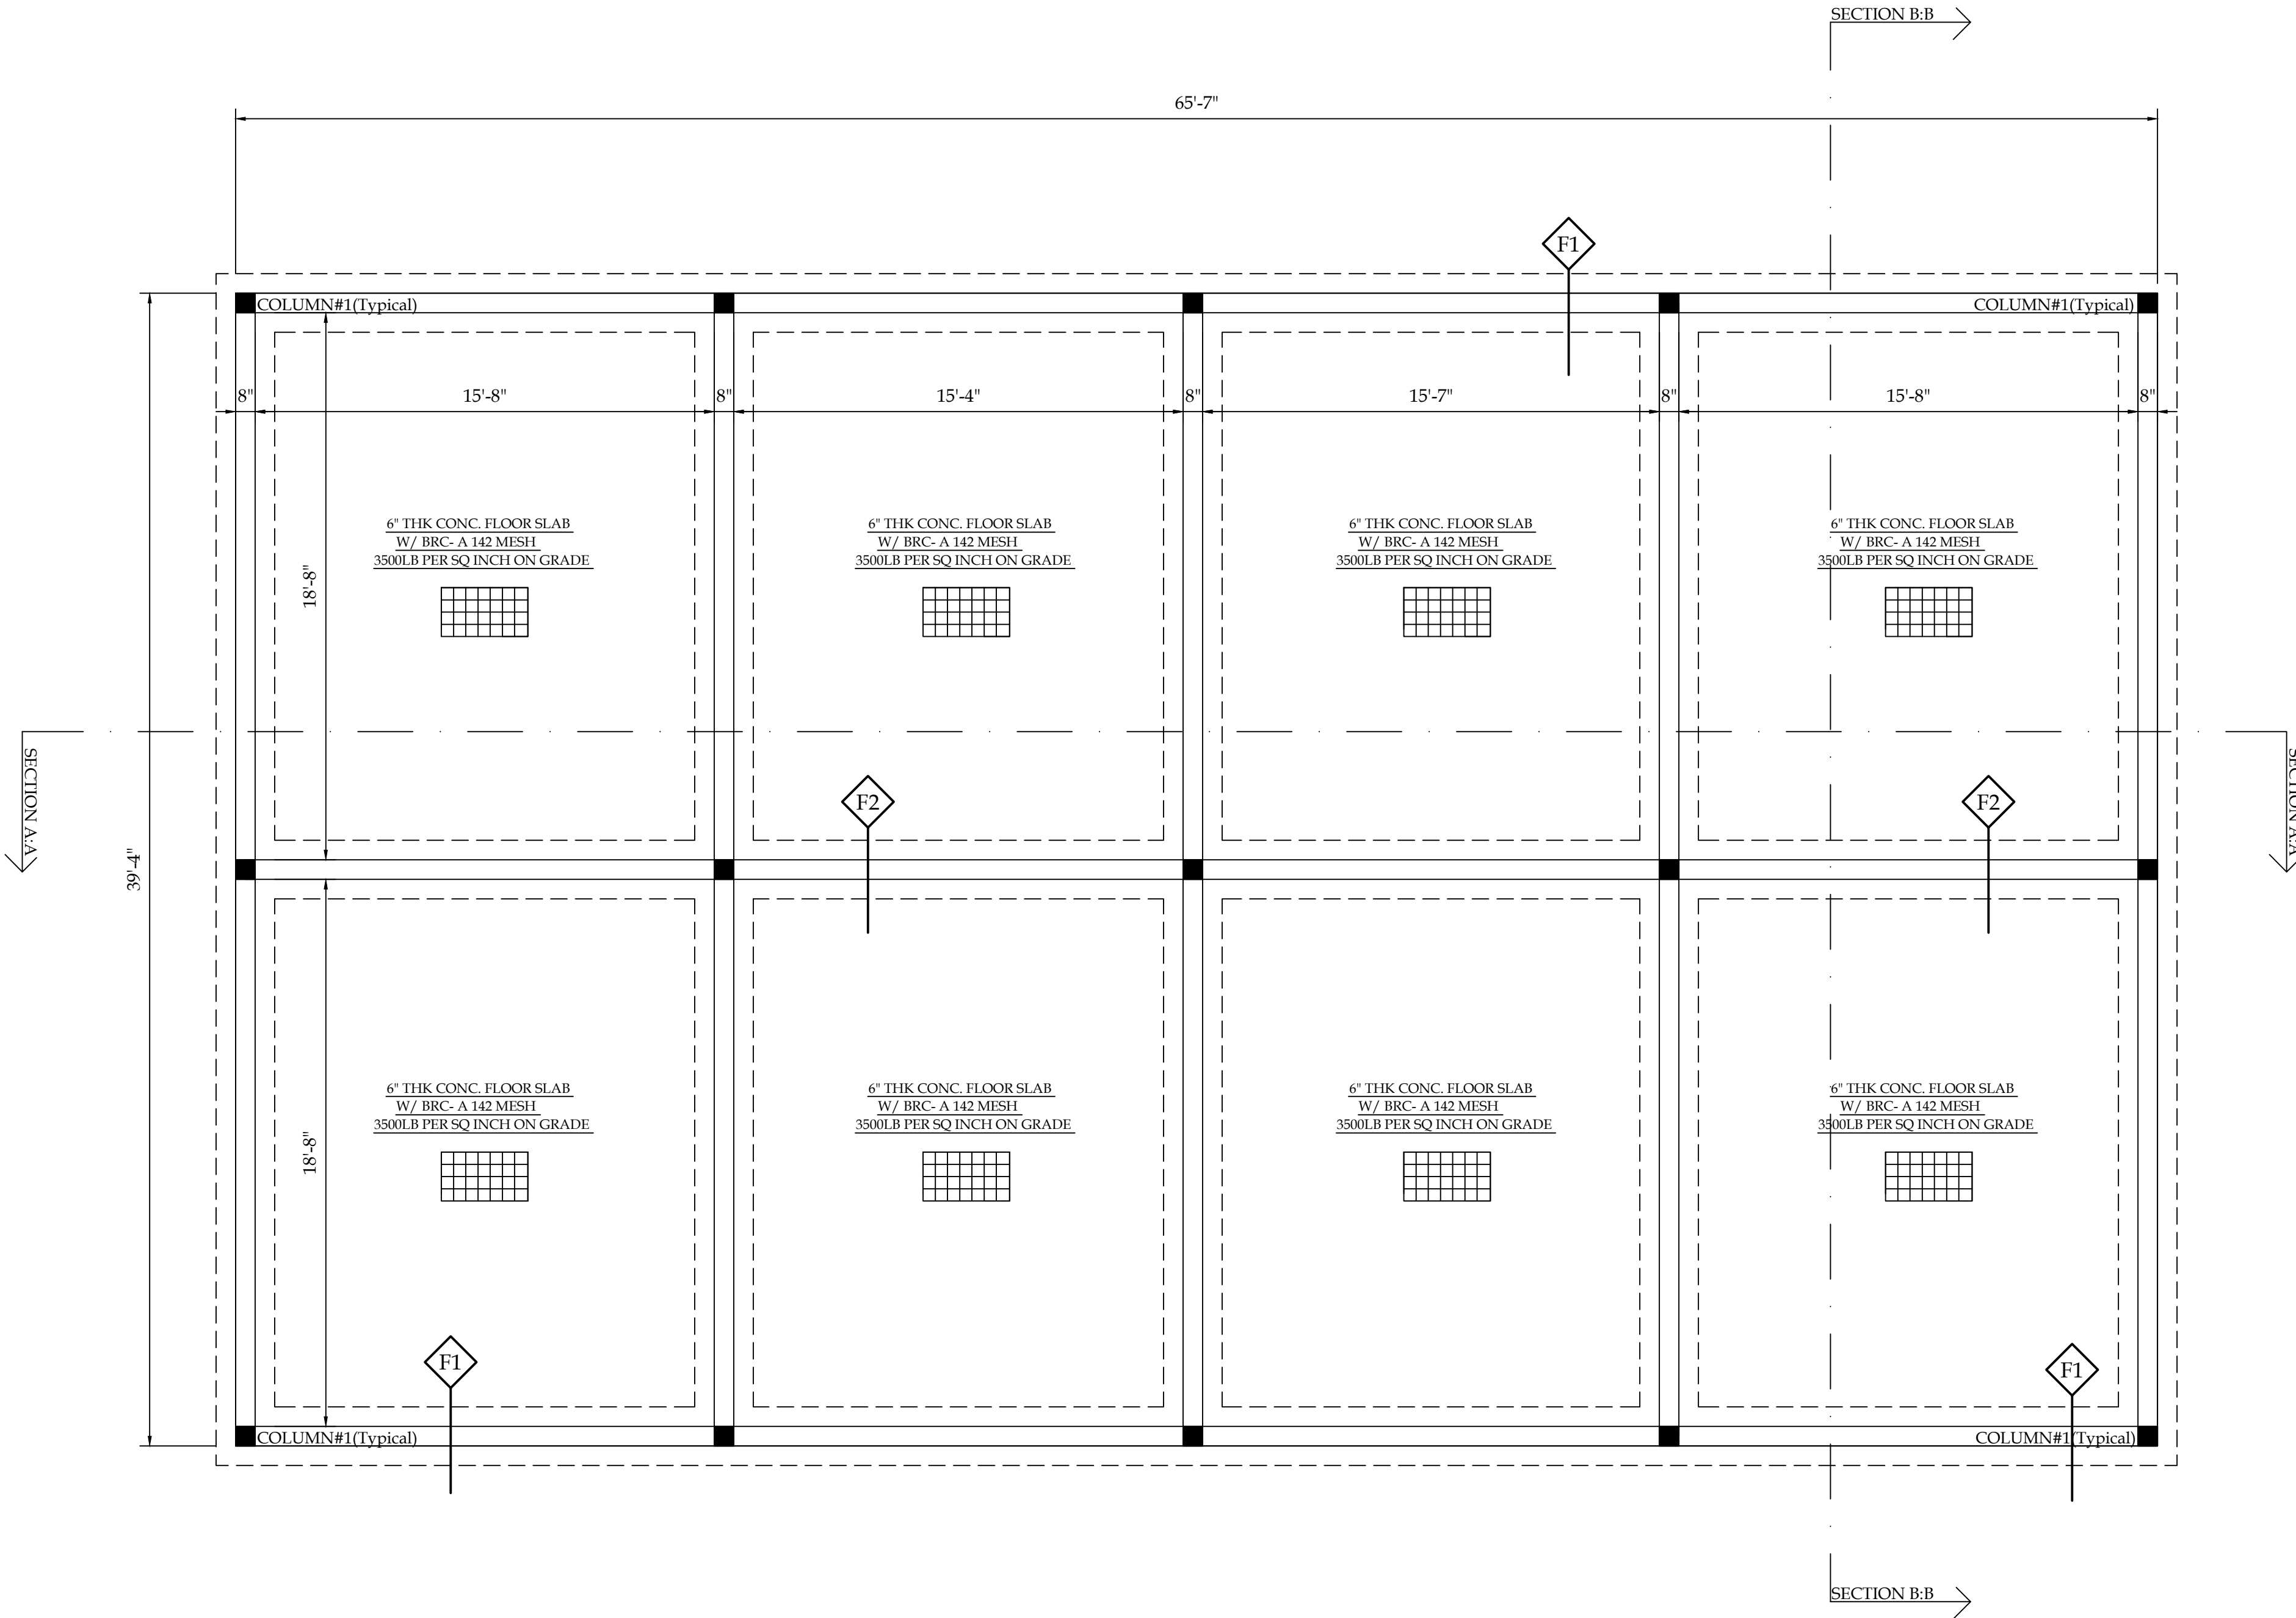 SECTION B:B
65'-7"
F1
COLUMN#1(Typical)
COLUMN#1(Typical)
8"
15'-8"
8"
15'-4"
8"
15'-7"
8"
15'-8"
8"
6" THK CONC. FLOOR SLAB
W/ BRC- A 142 MESH
3500LB PER SQ INCH ON GRADE
6" THK CONC. FLOOR SLAB
W/ BRC- A 142 MESH
3500LB PER SQ INCH ON GRADE
6" THK CONC. FLOOR SLAB
W/ BRC- A 142 MESH
3500LB PER SQ INCH ON GRADE
6" THK CONC. FLOOR SLAB
W/ BRC- A 142 MESH
3500LB PER SQ INCH ON GRADE
18'-8"
SECTION A:A
SECTION A:A
F2
F2
39'-4"
6" THK CONC. FLOOR SLAB
W/ BRC- A 142 MESH
3500LB PER SQ INCH ON GRADE
6" THK CONC. FLOOR SLAB
W/ BRC- A 142 MESH
3500LB PER SQ INCH ON GRADE
6" THK CONC. FLOOR SLAB
W/ BRC- A 142 MESH
3500LB PER SQ INCH ON GRADE
6" THK CONC. FLOOR SLAB
W/ BRC- A 142 MESH
3500LB PER SQ INCH ON GRADE
18'-8"
F1
F1
COLUMN#1(Typical)
COLUMN#1(Typical)
SECTION B:B